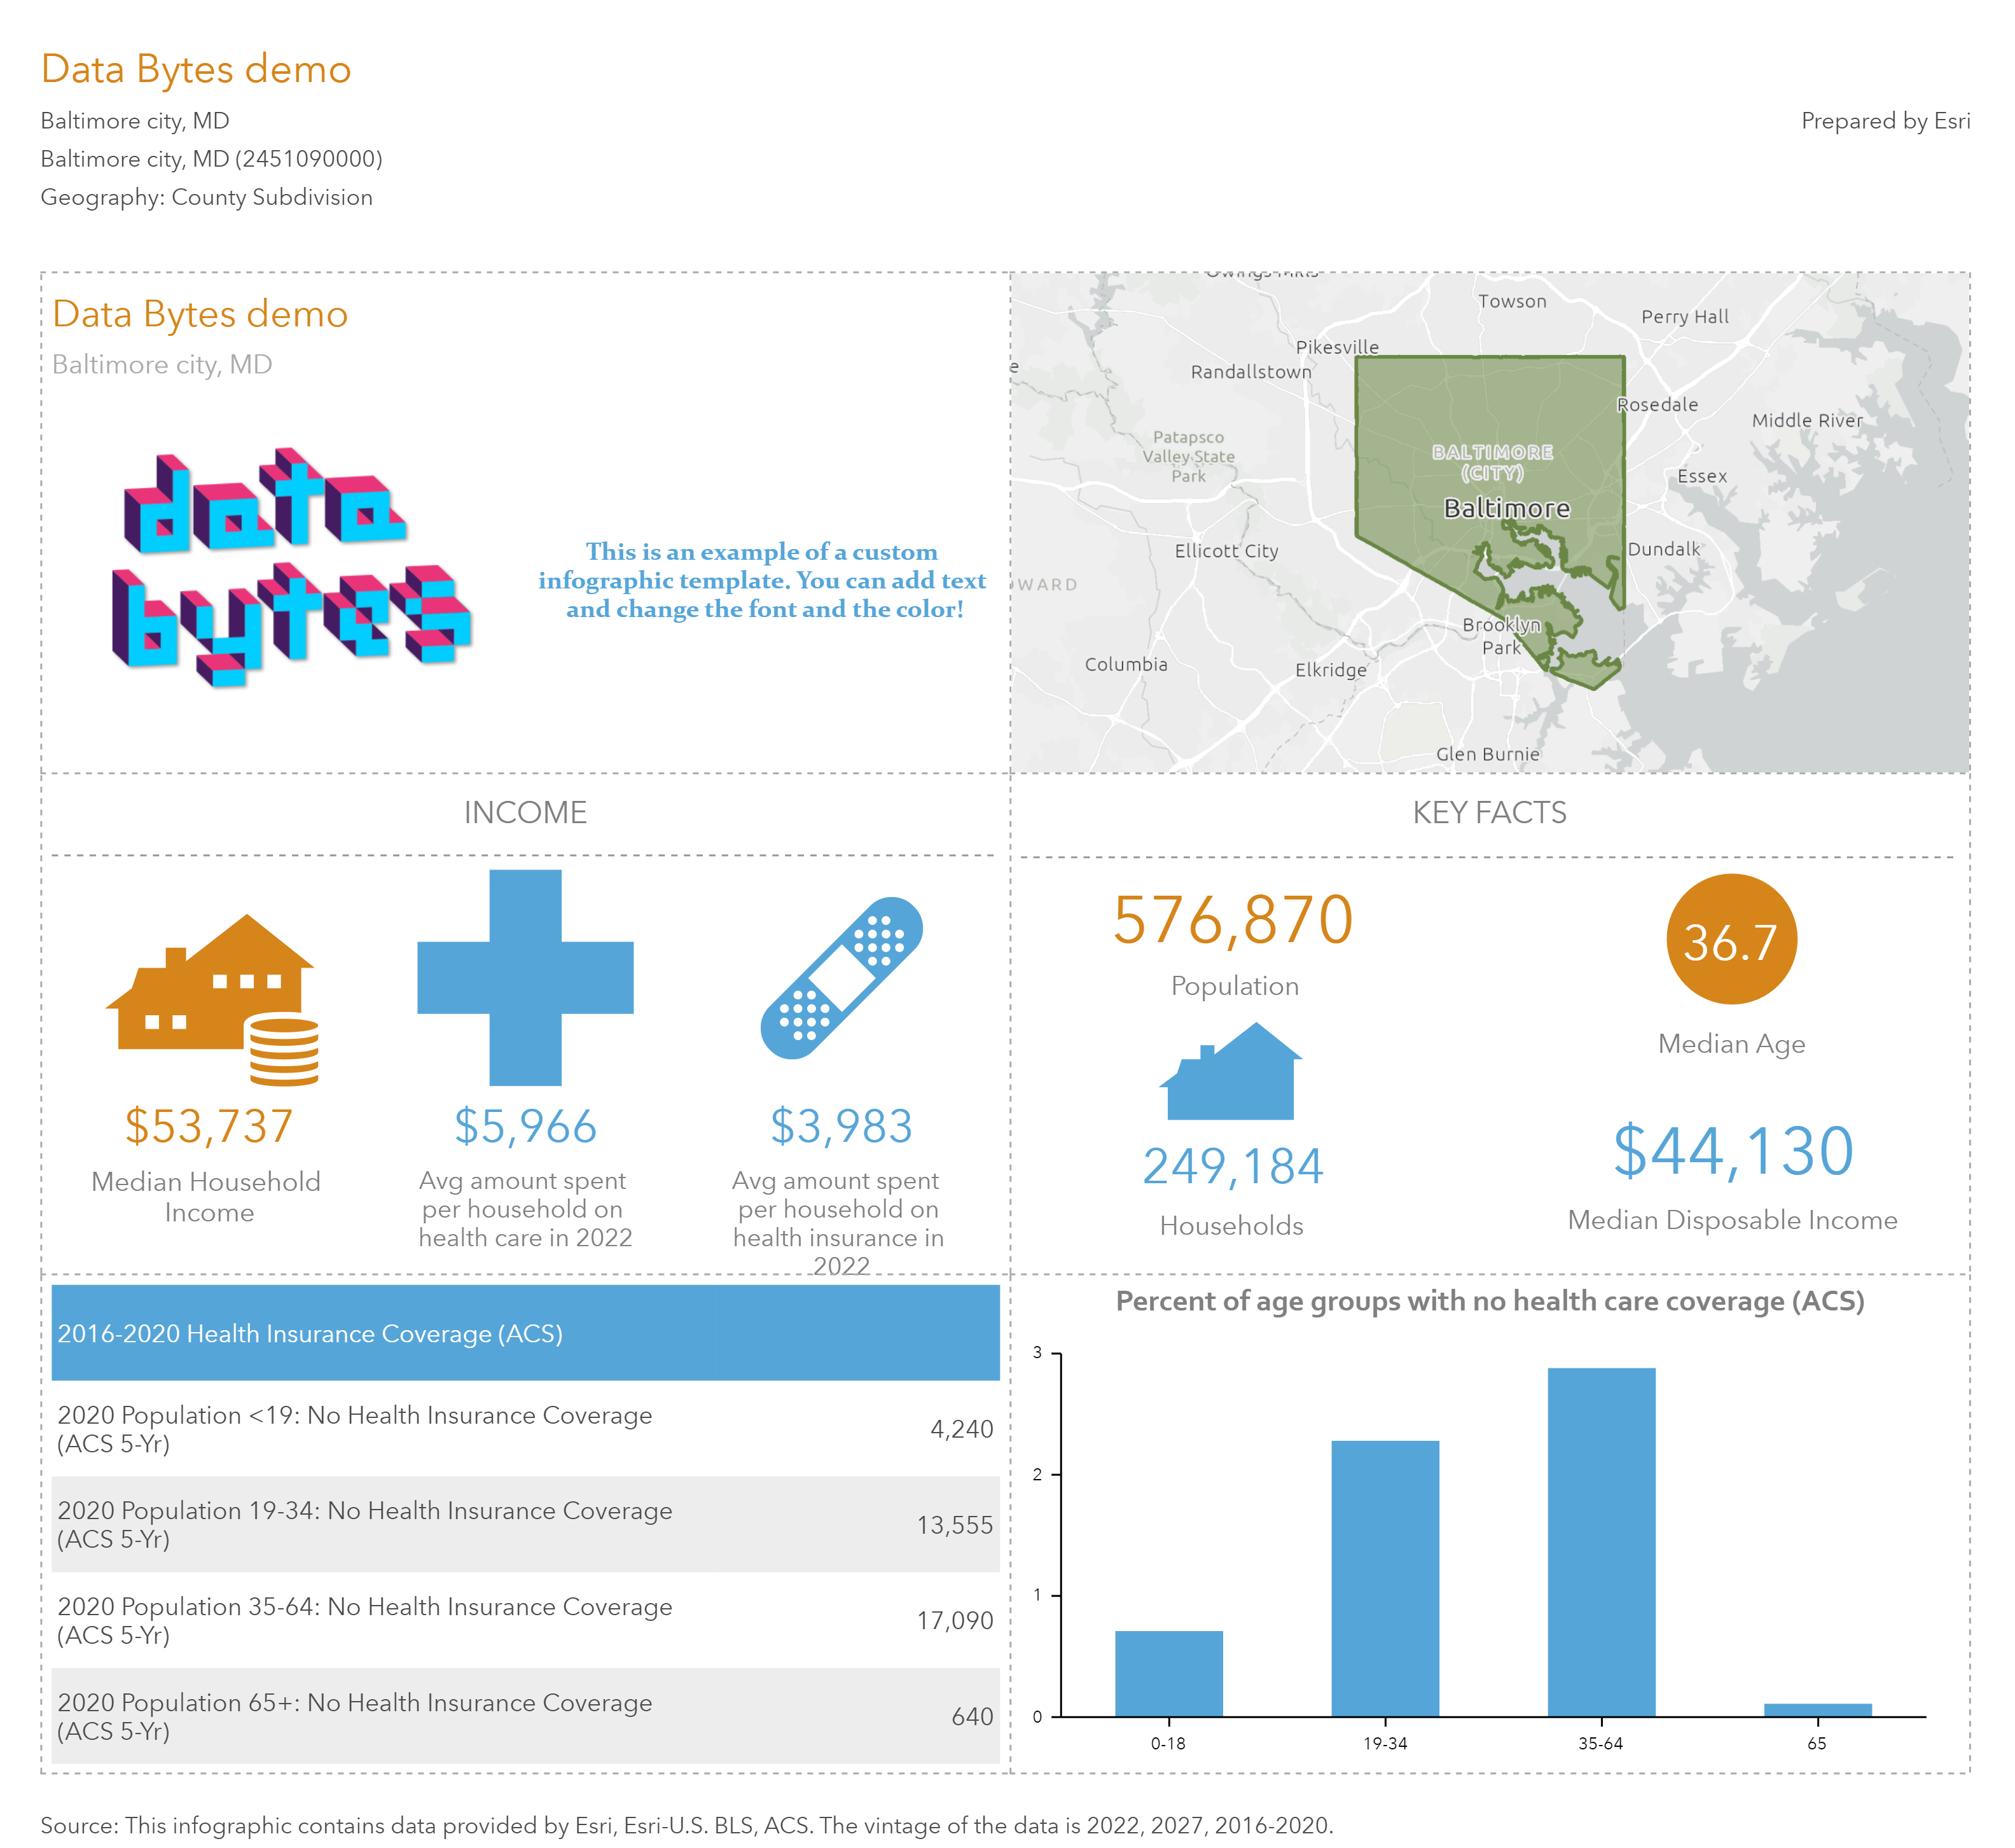 Data Bytes demo
Baltimore city, MD
Prepared by Esri
Baltimore city, MD (2451090000)
Geography: County Subdivision
Data Bytes demo
Baltimore city, MD
data
bytes
This is an example of a custom
infographic template. You can add text
and change the font and the color!
Owings Mills
Towson
Perry Hall
Pikesville
Randallstown
Rosedale
Middle River
Patapsco
Valley State
Park
BALTIMORE
(CITY)
Essex
Baltimore
Ellicott City
Dundalk
WARD
Brooklyn
Park
Columbia
Elkridge
Glen Burnie
INCOME
$53,737
Median Household
Income
$5,966
Avg amount spent
per household on
health care in 2022
$3,983
Avg amount spent
per household on
health insurance in
2022
KEY FACTS
576,870
Population
36.7
Median Age
249,184
Households
$44,130
Median Disposable Income
2016-2020 Health Insurance Coverage (ACS)
2020 Population <19: No Health Insurance Coverage
(ACS 5-Yr)
4,240
2020 Population 19-34: No Health Insurance Coverage
(ACS 5-Yr)
13,555
2020 Population 35-64: No Health Insurance Coverage
(ACS 5-Yr)
17,090
2020 Population 65+: No Health Insurance Coverage
(ACS 5-Yr)
640
Percent of age groups with no health care coverage (ACS)
3
2
1
0
0-18
19-34
35-64
65
Source: This infographic contains data provided by Esri, Esri-U.S. BLS, ACS. The vintage of the data is 2022, 2027, 2016-2020.